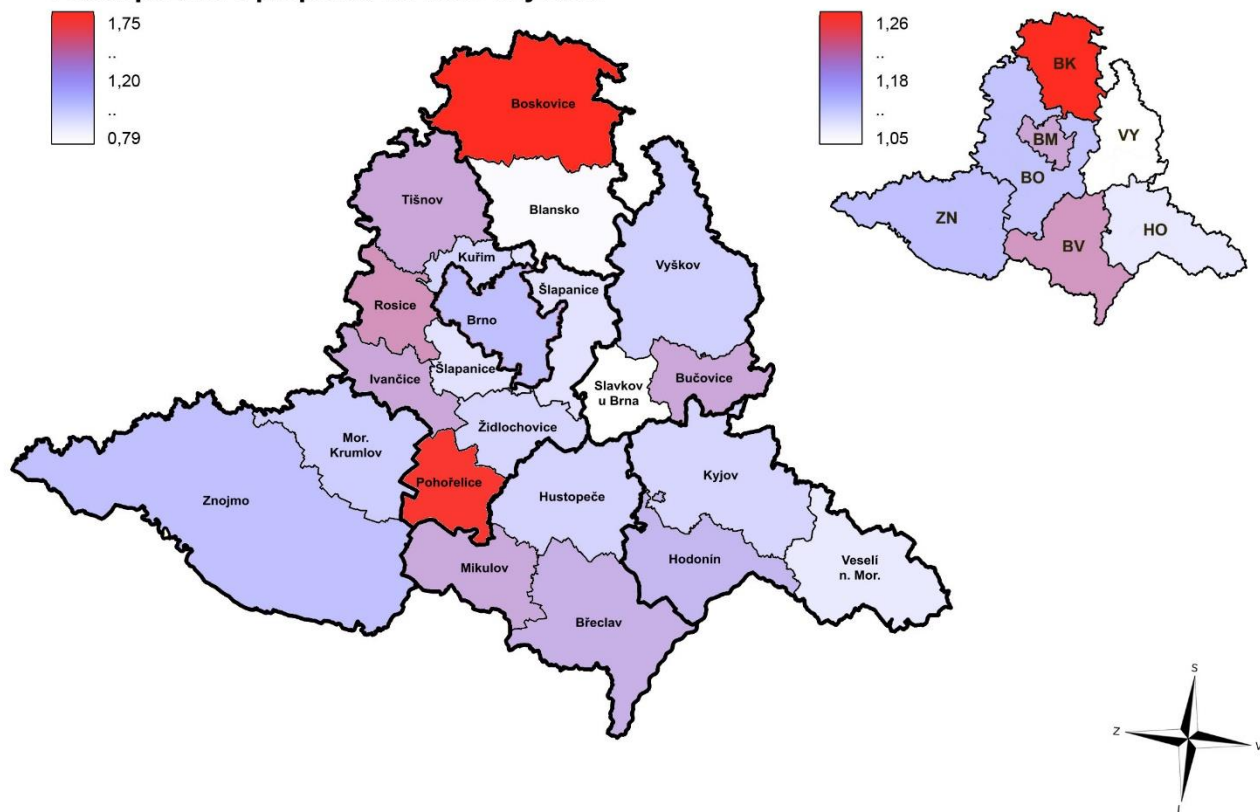 1,75
..
1,20
..
0,79
1,26
..
1,18
..
1,05
BK
VY
BM
BO
ZN
BV
HO
Boskovice
Tišnov
Blansko
Kuřim
Vyškov
Šlapanice
Rosice
Brno
Šlapanice
Ivančice
Slavkov
u Brna
Bučovice
Židlochovice
Mor.
Krumlov
Pohořelice
Kyjov
Znojmo
Hustopeče
Mikulov
Hodonín
Veselí
n. Mor.
Břeclav
S
Z
V
J